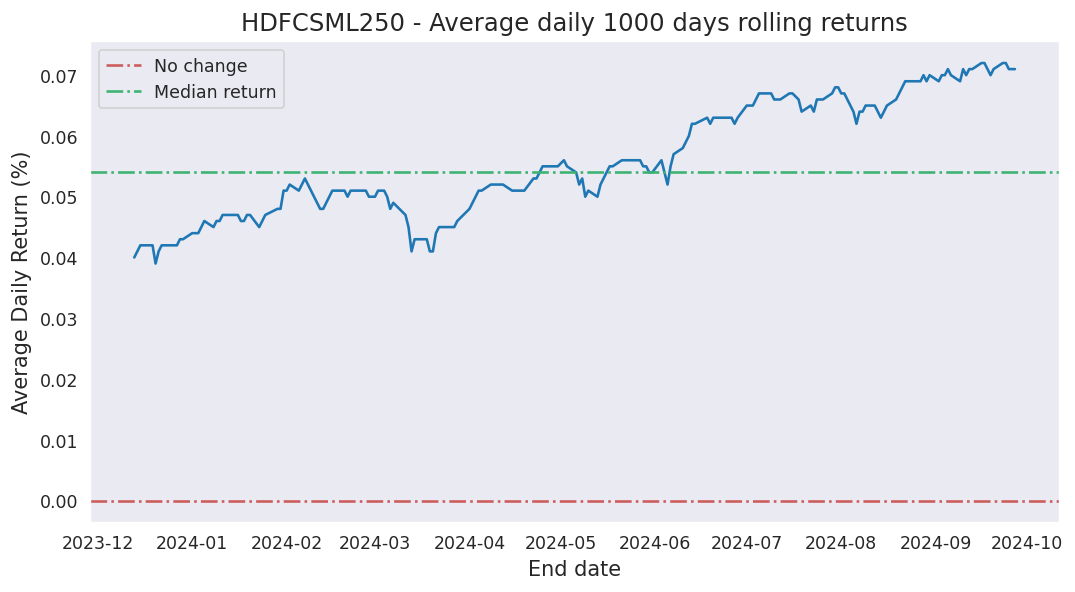 HDFCSML250 - Average daily 1000 days rolling returns
No change
Median return
Average Daily Return (%)
0.07
0.06
0.05
0.04
0.03
0.02
0.01
0.00
2023-12 2024-01 2024-02 2024-03 2024-04 2024-05 2024-06 2024-07 2024-08 2024-09 2024-10
End date